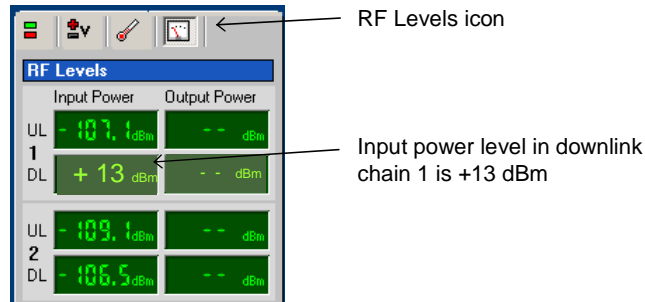 RF Levels icon
V
RF Levels
Input Power Output Power
UL - 107.1 dBm -- dBm
1
DL + 13 dBm -- dBm
Input power level in downlink
chain 1 is +13 dBm
UL - 109.1 dBm -- dBm
2
DL - 106.5 dBm -- dBm